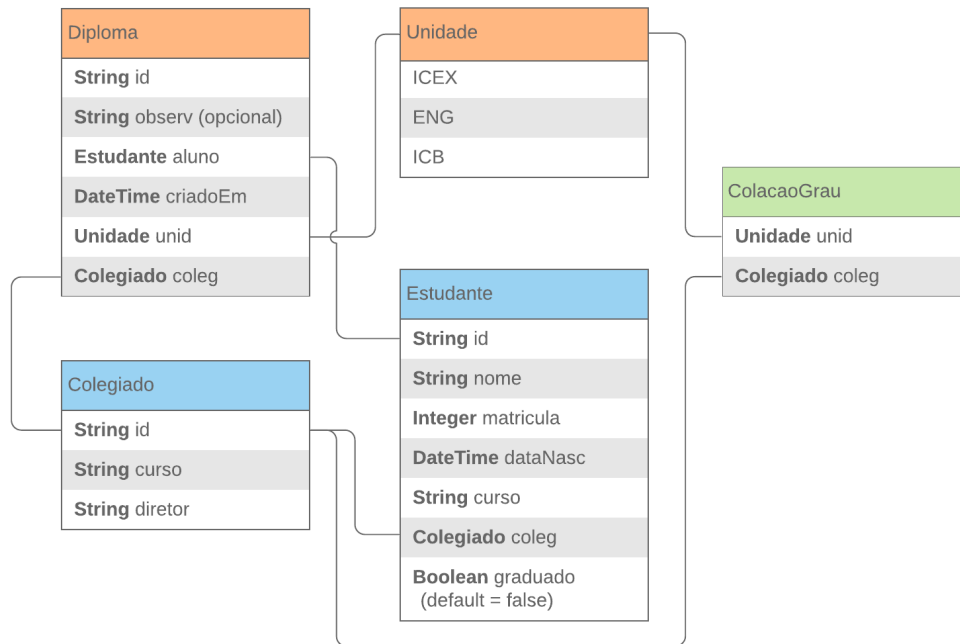 Diploma
String id
String observ (opcional)
Estudante aluno
DateTime criadoEm
Unidade unid
Colegiado coleg
Unidade
ICEX
ENG
ICB
ColacaoGrau
Unidade unid
Colegiado coleg
Estudante
String id
String nome
Integer matricula
DateTime dataNasc
String curso
Colegiado coleg
Boolean graduado
(default = false)
Colegiado
String id
String curso
String diretor